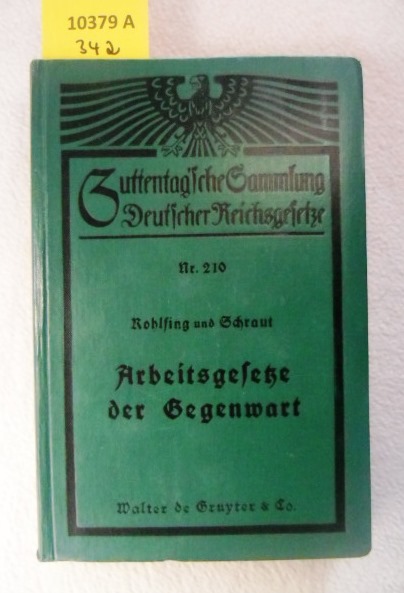 10379 A
342
Guttentagsche Sammlung
Deutscher Reichsgesetze
Nr. 210
Rohlfing und Schraut
Arbeitsgesetze
der Gegenwart
Walter de Gruyter & Co.